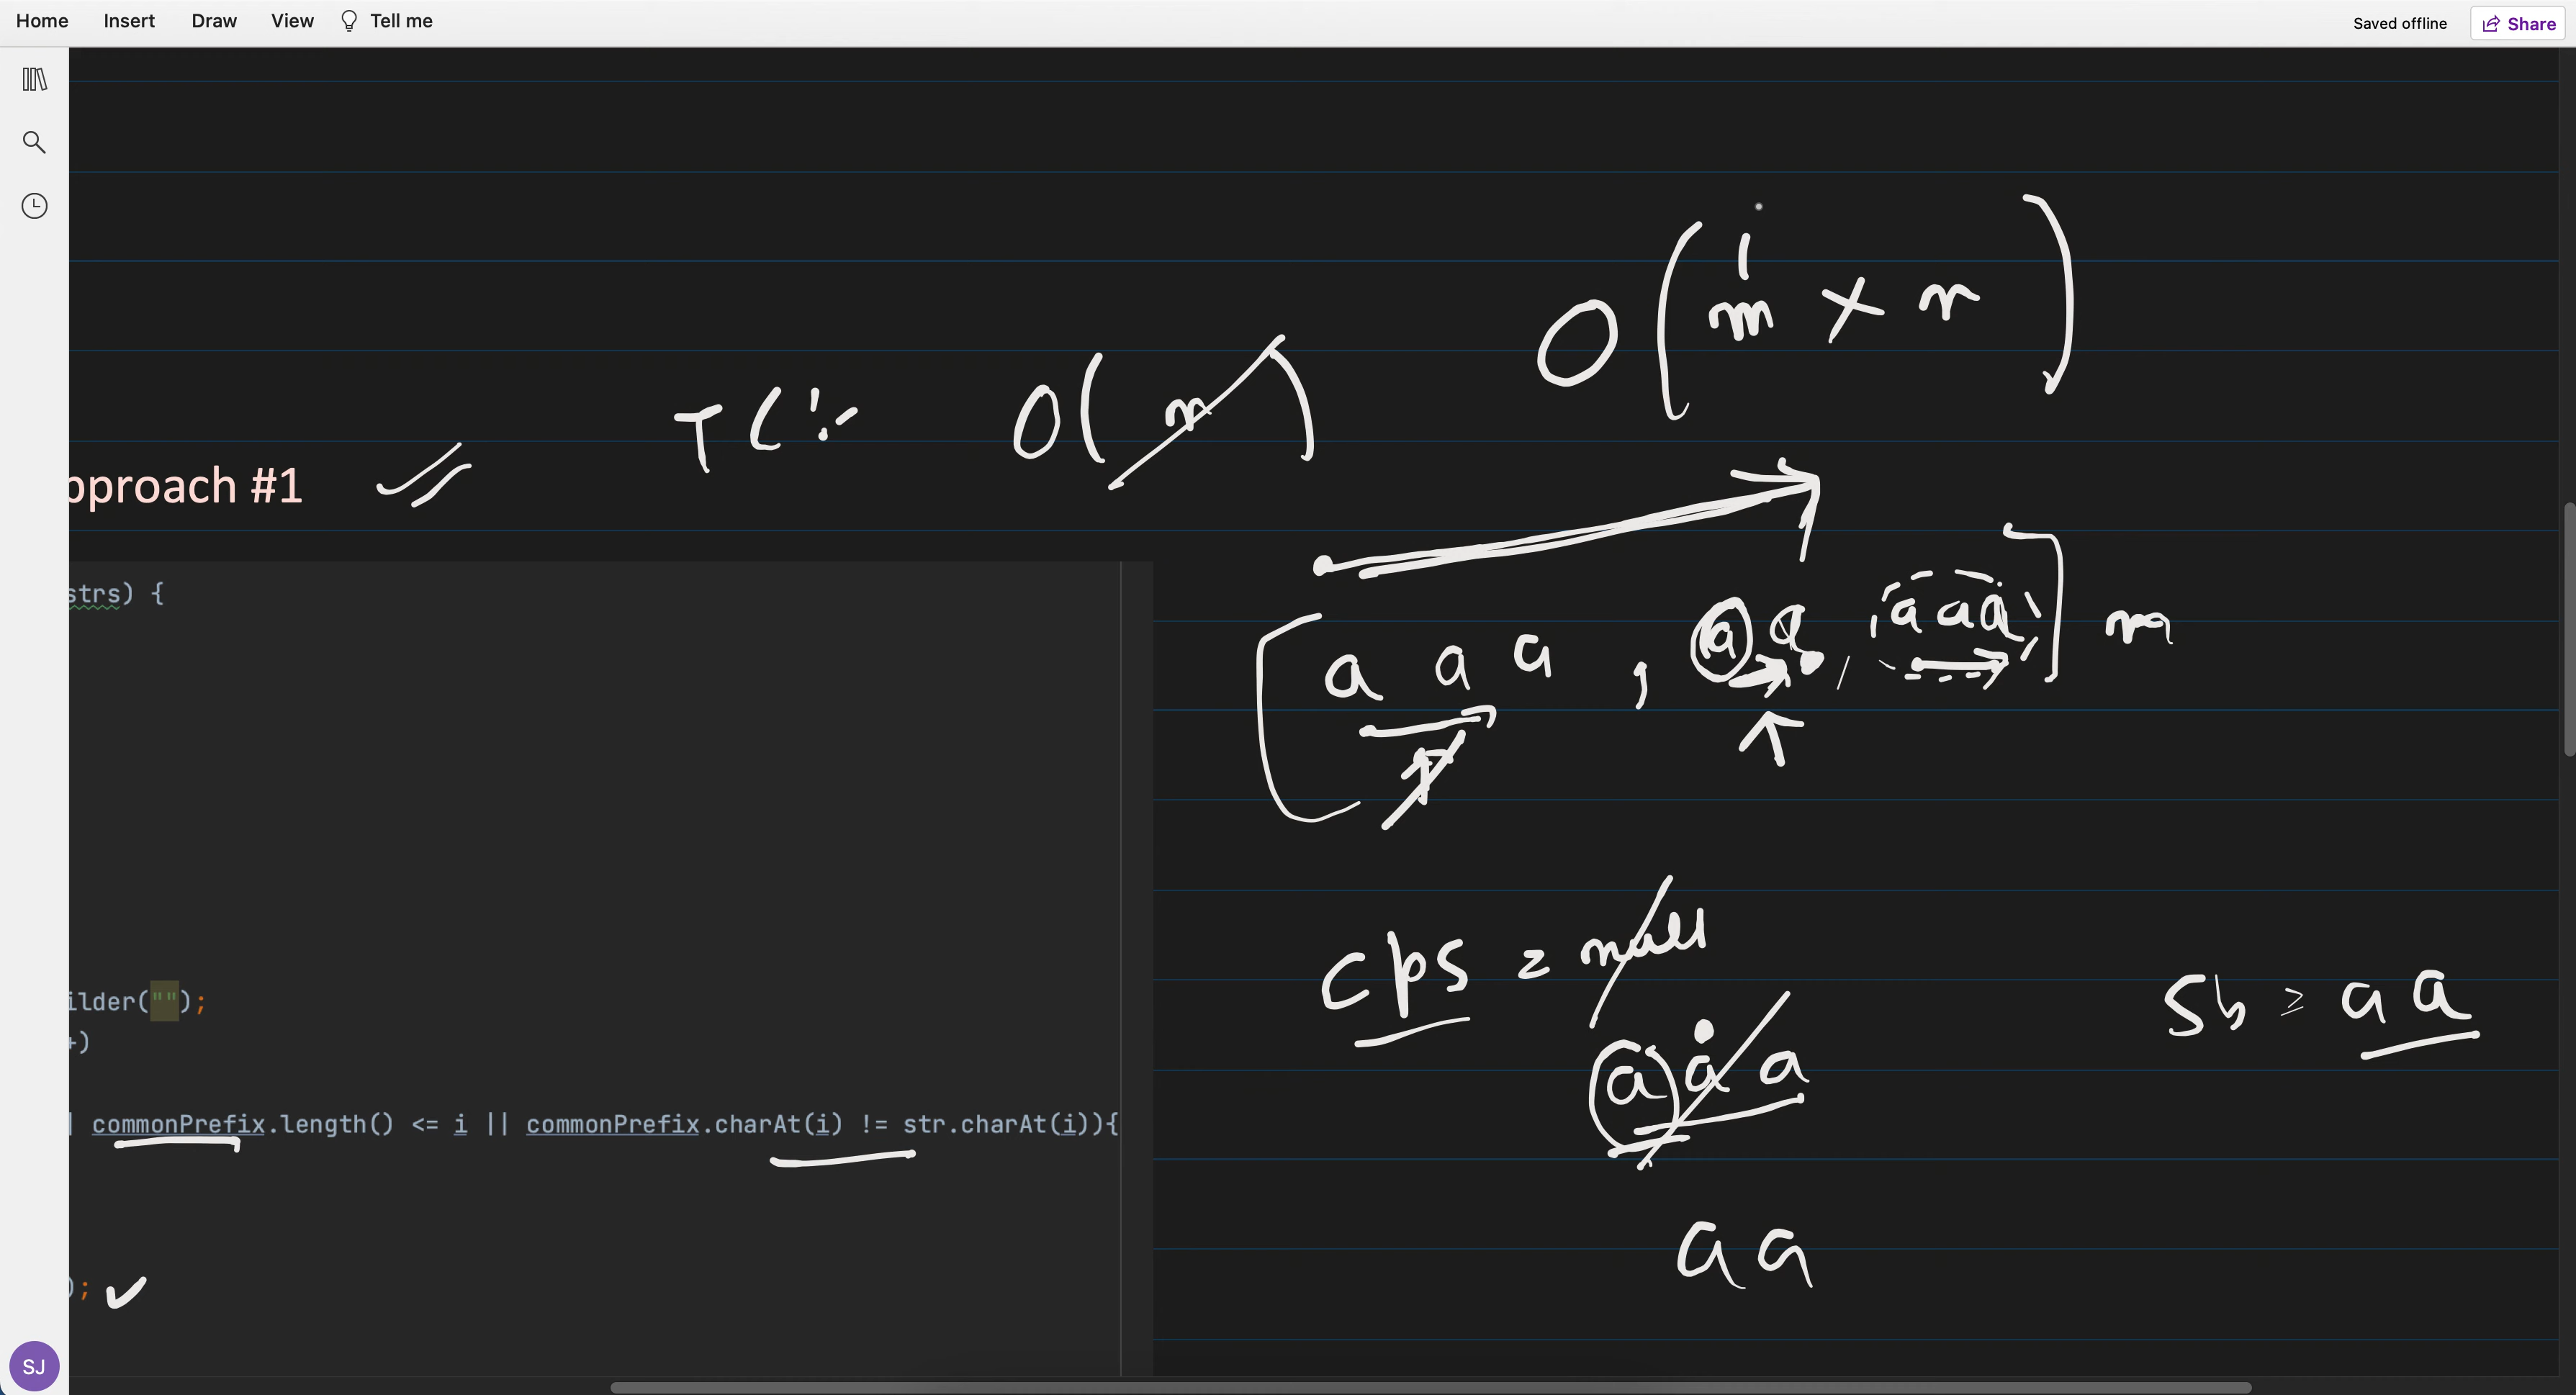 Home Insert Draw View Tell me Saved offline Share
O( m × n )
TC:- O( n )
pproach #1
strs) {
[ a a a , a a , a a a ] n
cps = null
ilder("");
sb = a a
+)
a a a
commonPrefix.length() <= i || commonPrefix.charAt(i) != str.charAt(i)){
a a
);
SJ